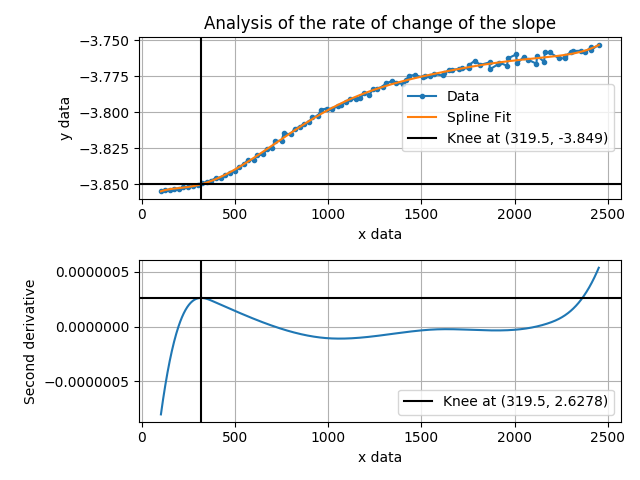 Analysis of the rate of change of the slope
−3.750
−3.775
−3.800
−3.825
−3.850
y data
Data
Spline Fit
Knee at (319.5, -3.849)
0 500 1000 1500 2000 2500
x data
0.0000005
0.0000000
−0.0000005
Second derivative
Knee at (319.5, 2.6278)
0 500 1000 1500 2000 2500
x data